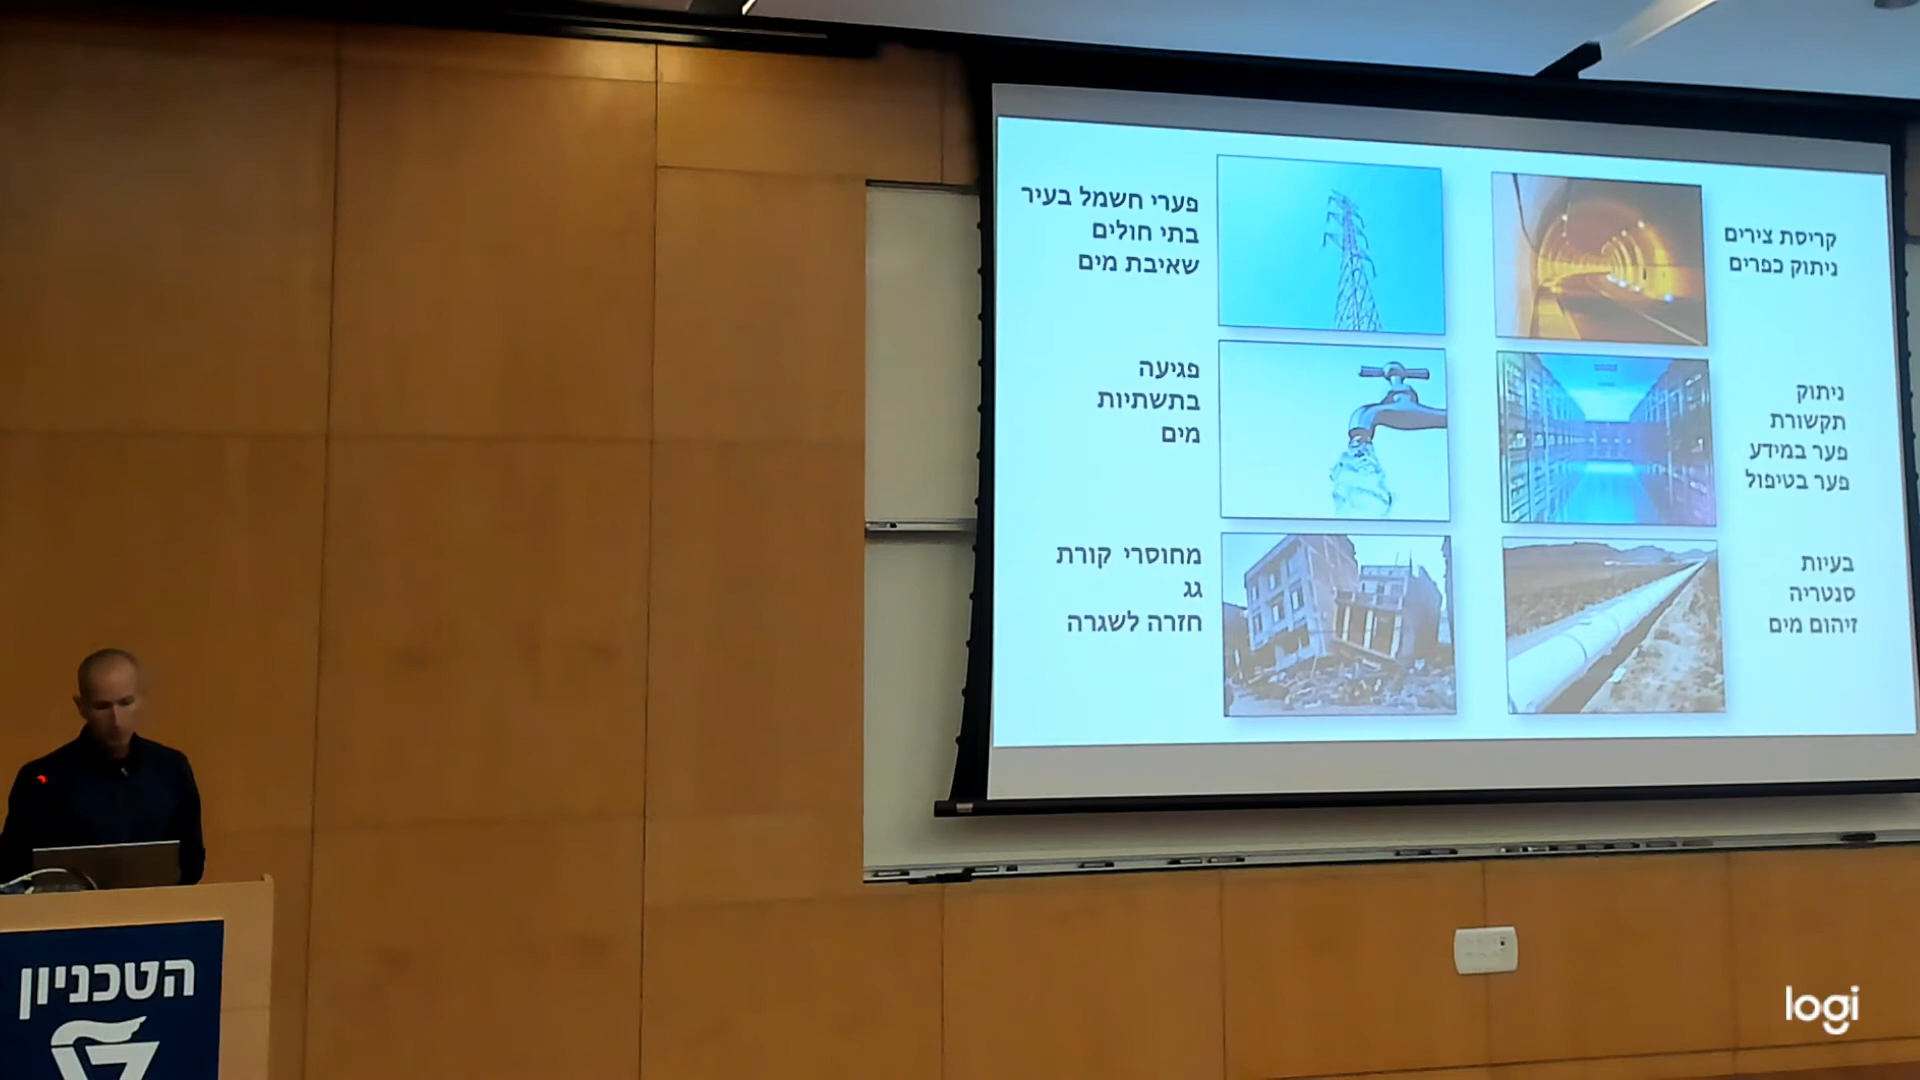 קריסת צירים
ניתוק כפרים
ניתוק
תקשורת
פער במידע
פער בטיפול
בעיות
סנטריה
זיהום מים
פערי חשמל בעיר
בתי חולים
שאיבת מים
פגיעה
בתשתיות
מים
מחוסרי קורת
גג
חזרה לשגרה
הטכניון
logi